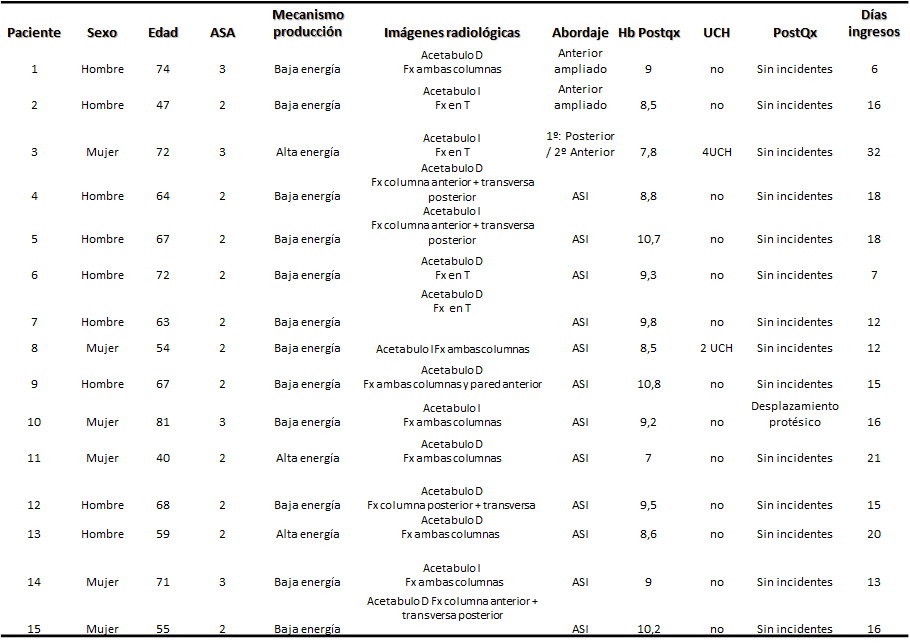 Paciente Sexo Edad ASA Mecanismo producción Imágenes radiológicas Abordaje Hb Postqx UCH PostQx Días ingresos
1 Hombre 74 3 Baja energía Acetabulo D Fx ambas columnas Anterior ampliado 9 no Sin incidentes 6
2 Hombre 47 2 Baja energía Acetabulo I Fx en T Anterior ampliado 8,5 no Sin incidentes 16
3 Mujer 72 3 Alta energía Acetabulo I Fx en T 1º: Posterior / 2º Anterior 7,8 4UCH Sin incidentes 32
4 Hombre 64 2 Baja energía Acetabulo D Fx columna anterior + transversa posterior ASI 8,8 no Sin incidentes 18
5 Hombre 67 2 Baja energía Acetabulo I Fx columna anterior + transversa posterior ASI 10,7 no Sin incidentes 18
6 Hombre 72 2 Baja energía Acetabulo D Fx en T ASI 9,3 no Sin incidentes 7
7 Hombre 63 2 Baja energía Acetabulo D Fx en T ASI 9,8 no Sin incidentes 12
8 Mujer 54 2 Baja energía Acetabulo I Fx ambas columnas ASI 8,5 2 UCH Sin incidentes 12
9 Hombre 67 2 Baja energía Acetabulo D Fx ambas columnas y pared anterior ASI 10,8 no Sin incidentes 15
10 Mujer 81 3 Baja energía Acetabulo I Fx ambas columnas ASI 9,2 no Desplazamiento protésico 16
11 Mujer 40 2 Alta energía Acetabulo D Fx ambas columnas ASI 7 no Sin incidentes 21
12 Hombre 68 2 Baja energía Acetabulo D Fx columna posterior + transversa ASI 9,5 no Sin incidentes 15
13 Hombre 59 2 Alta energía Acetabulo D Fx ambas columnas ASI 8,6 no Sin incidentes 20
14 Mujer 71 3 Baja energía Acetabulo I Fx ambas columnas ASI 9 no Sin incidentes 13
15 Mujer 55 2 Baja energía Acetabulo D Fx columna anterior + transversa posterior ASI 10,2 no Sin incidentes 16